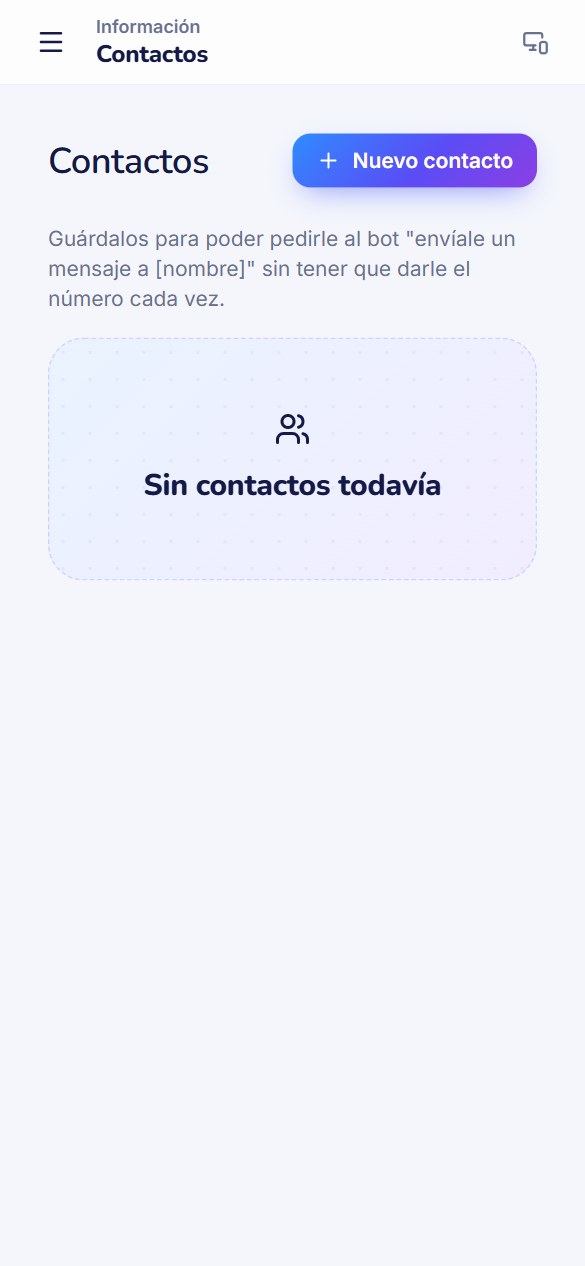 Información
Contactos
Contactos
Nuevo contacto
Guárdalos para poder pedirle al bot "envíale un
mensaje a [nombre]" sin tener que darle el
número cada vez.
Sin contactos todavía